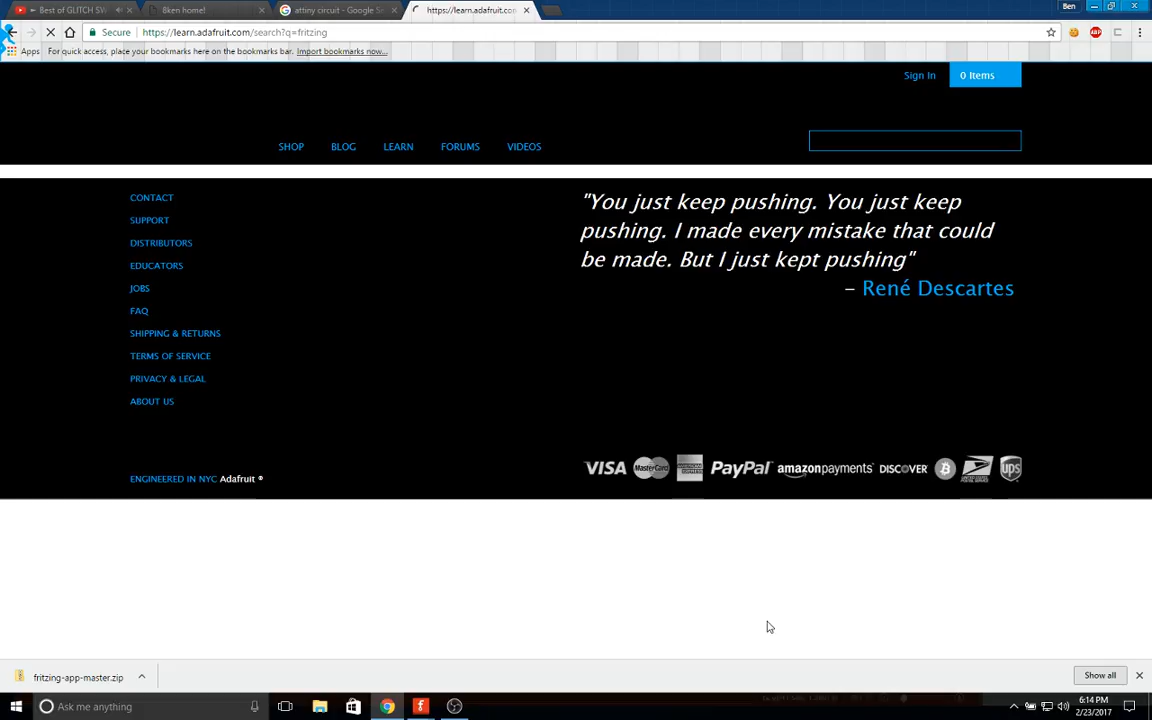 Best of GLITCH SW
8ken home!
attiny circuit - Google Se
https://learn.adafruit.com
Ben
Secure
https://learn.adafruit.com/search?q=fritzing
ABP
Apps
For quick access, place your bookmarks here on the bookmarks bar.
Import bookmarks now...
Sign In
0 Items
SHOP
BLOG
LEARN
FORUMS
VIDEOS
CONTACT
SUPPORT
DISTRIBUTORS
EDUCATORS
JOBS
FAQ
SHIPPING & RETURNS
TERMS OF SERVICE
PRIVACY & LEGAL
ABOUT US
"You just keep pushing. You just keep
pushing. I made every mistake that could
be made. But I just kept pushing"
– René Descartes
VISA
MasterCard
PayPal
amazonpayments
DISCOVER
ups
ENGINEERED IN NYC Adafruit ®
fritzing-app-master.zip
Show all
Ask me anything
6:14 PM
2/23/2017